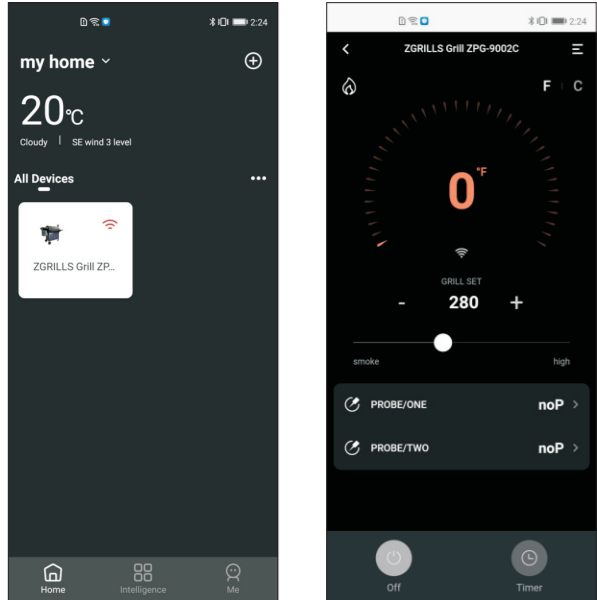 2:24
my home
20°C
Cloudy | SE wind 3 level
All Devices
ZGRILLS Grill ZP...
Home
Intelligence
Me
2:24
ZGRILLS Grill ZPG-9002C
F | C
0°F
GRILL SET
- 280 +
smoke
high
PROBE/ONE noP >
PROBE/TWO noP >
Off
Timer